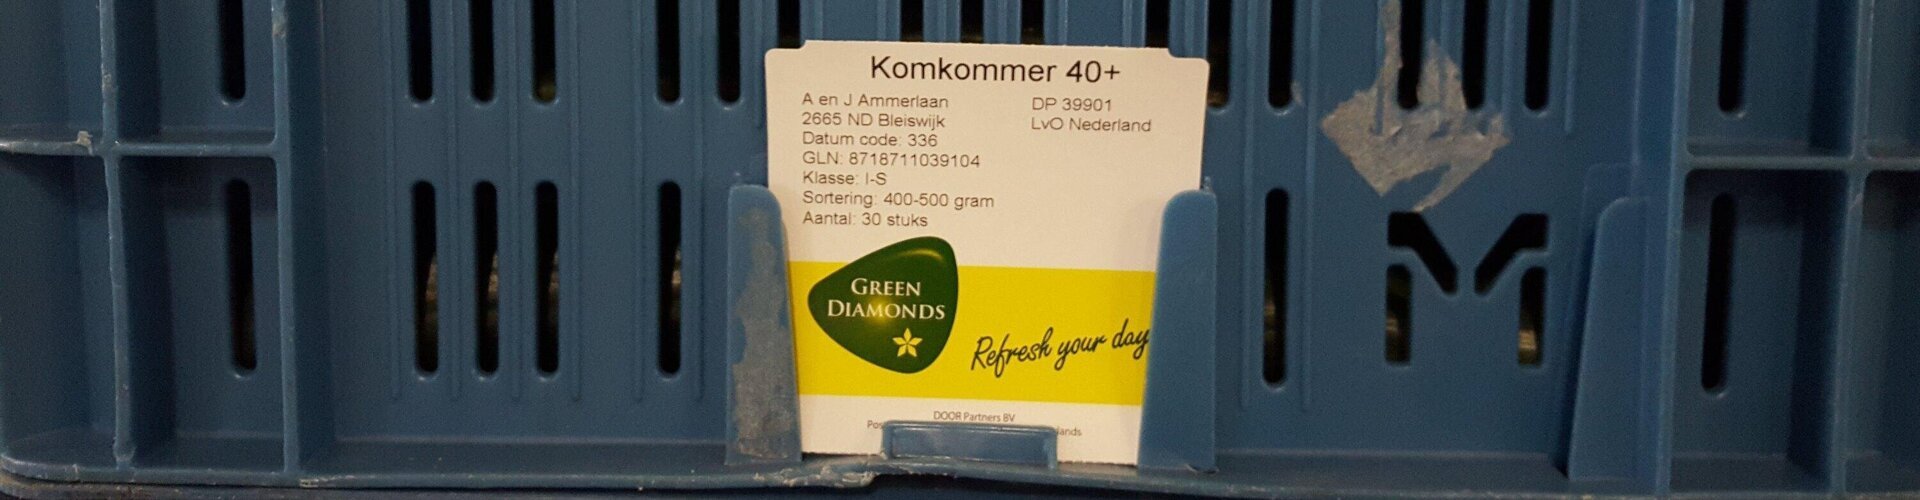 Komkommer 40+
A en J Ammerlaan
2665 ND Bleiswijk
Datum code: 336
GLN: 8718711039104
Klasse: I-S
Sortering: 400-500 gram
Aantal: 30 stuks
DP 39901
LvO Nederland
GREEN
DIAMONDS
Refresh your day
DOOR Partners BV